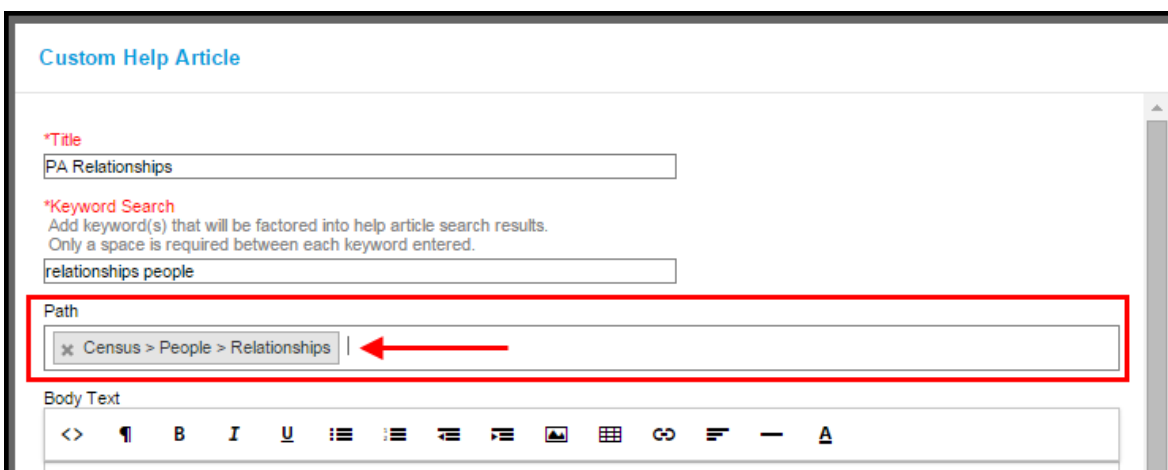 Custom Help Article
*Title
PA Relationships
*Keyword Search
Add keyword(s) that will be factored into help article search results.
Only a space is required between each keyword entered.
relationships people
Path
× Census > People > Relationships
Body Text
<> ¶ B I U A